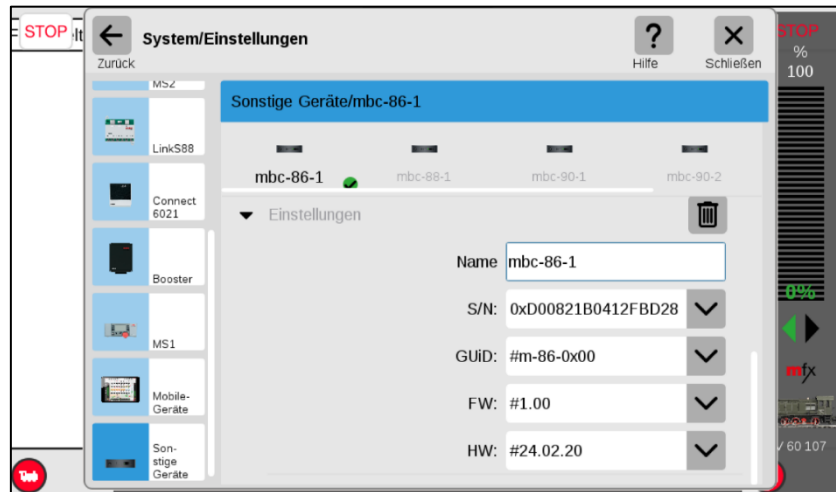 STOP
System/Einstellungen
Zurück
Hilfe
Schließen
STOP
%
100
MS2
LinkS88
Connect
6021
Booster
MS1
Mobile-
Geräte
Son-
stige
Geräte
Sonstige Geräte/mbc-86-1
mbc-86-1
mbc-88-1
mbc-90-1
mbc-90-2
Einstellungen
Name
mbc-86-1
S/N:
0xD00821B0412FBD28
GUiD:
#m-86-0x00
FW:
#1.00
HW:
#24.02.20
0%
mfx
V 60 107